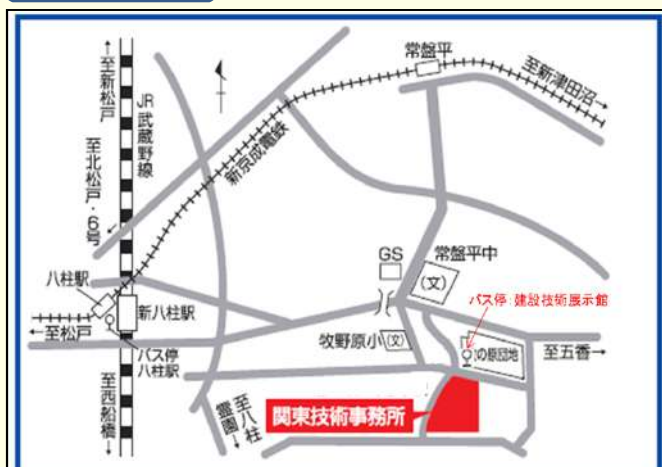 常盤平
至新津田沼→
←至新松戸
JR武蔵野線
新京成電鉄
至北松戸・6号
GS
常盤平中
(文)
八柱駅
バス停:建設技術展示館
新八柱駅
←至松戸
バス停
八柱駅
牧野原小
(文)
の原団地
至五香→
至西船橋→
至八柱
霊園→
関東技術事務所